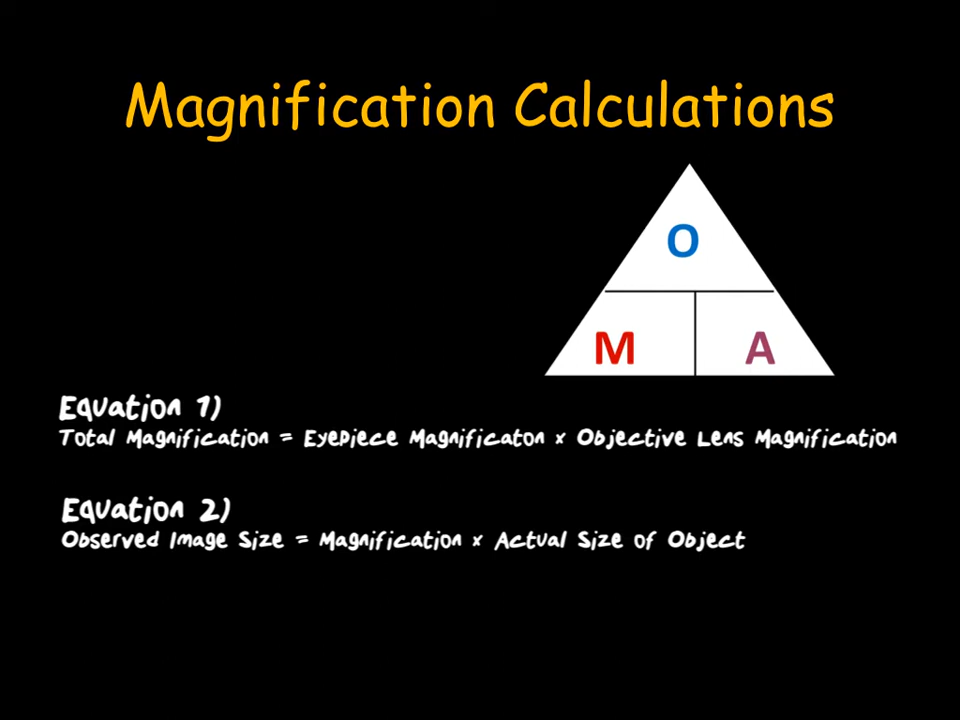 Magnification Calculations
O
M A
Equation 1)
Total Magnification = Eyepiece Magnificaton x Objective Lens Magnification
Equation 2)
Observed Image Size = Magnification x Actual Size of Object